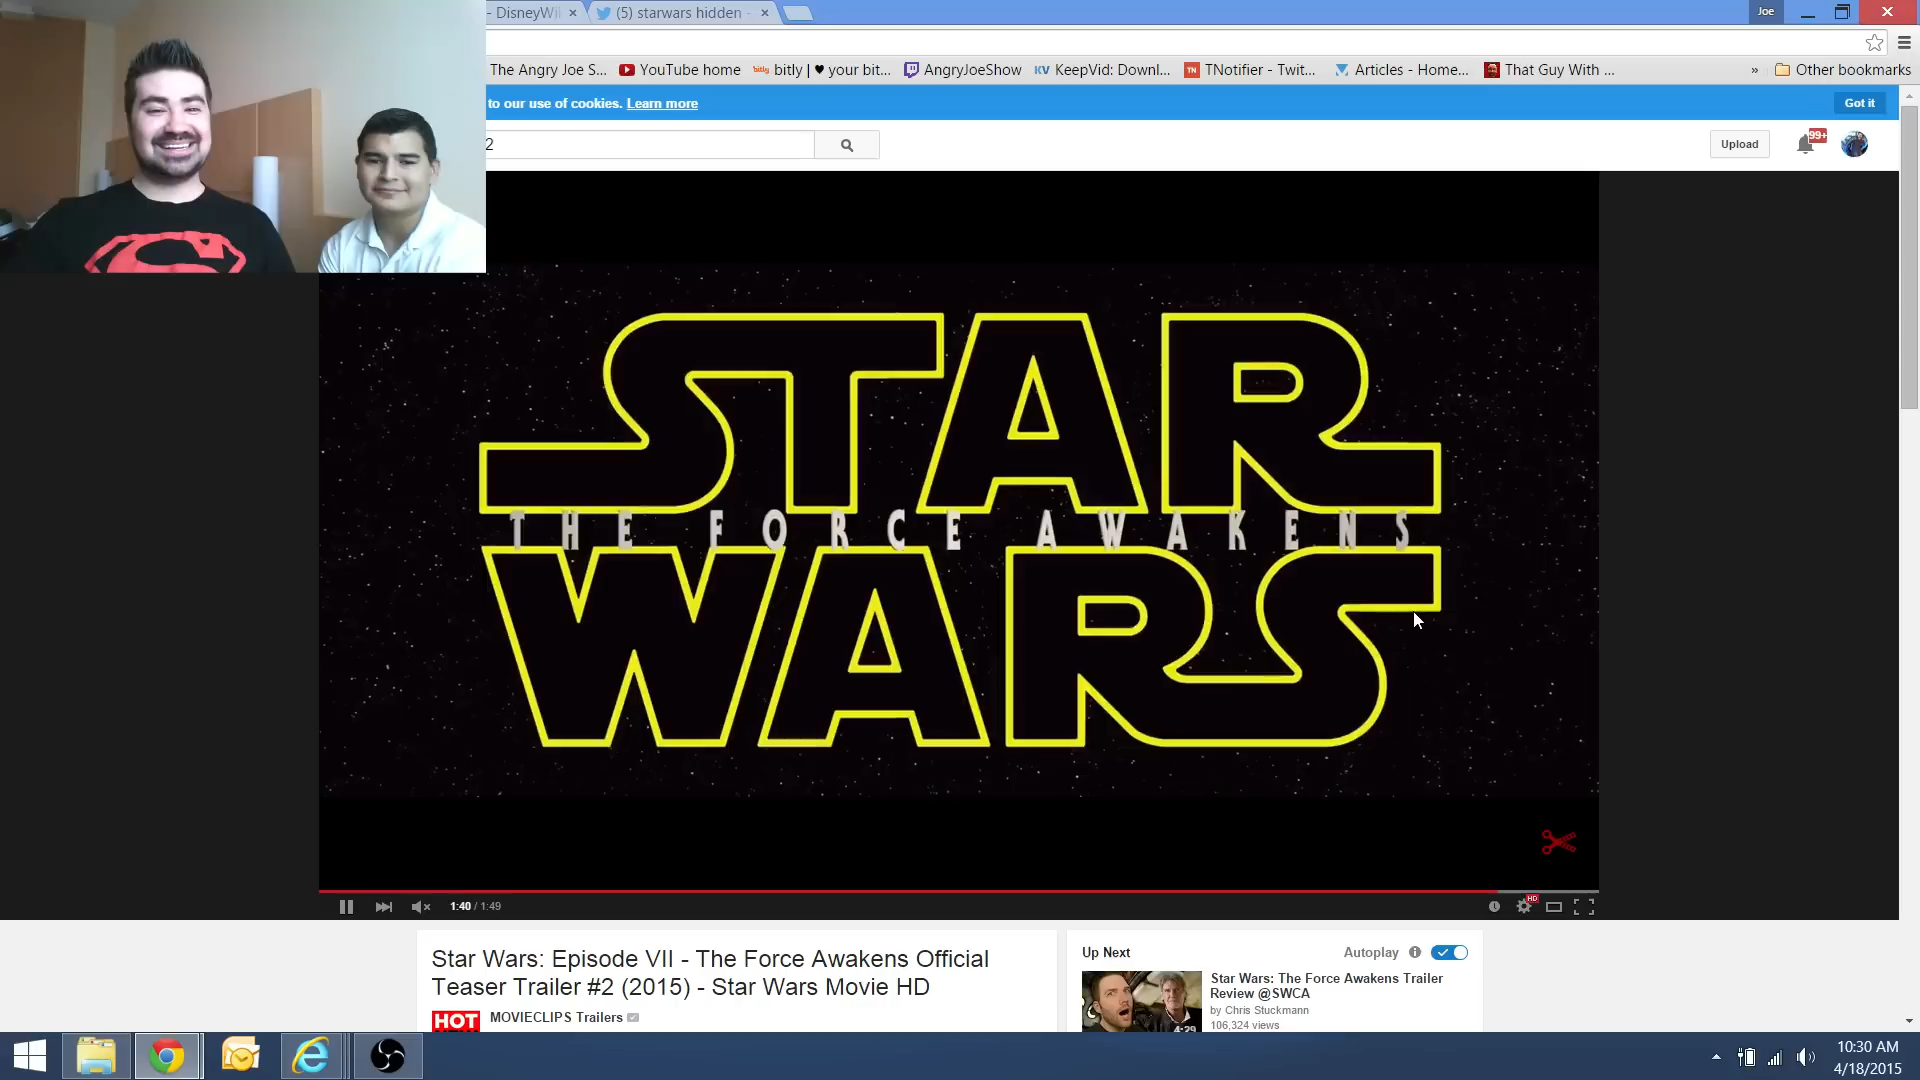 - DisneyWi
(5) starwars hidden -
Joe
The Angry Joe S...
YouTube home
bitly
bitly | ♥ your bit...
AngryJoeShow
KV
KeepVid: Downl...
TN
TNotifier - Twit...
Articles - Home...
That Guy With ...
»
Other bookmarks
to our use of cookies. Learn more
Got it
2
Upload
99+
STAR
THE FORCE AWAKENS
WARS
1:40 / 1:49
HD
Star Wars: Episode VII - The Force Awakens Official
Teaser Trailer #2 (2015) - Star Wars Movie HD
HOT
MOVIECLIPS Trailers
Up Next
Autoplay
Star Wars: The Force Awakens Trailer
Review @SWCA
by Chris Stuckmann
106,324 views
4:29
10:30 AM
4/18/2015